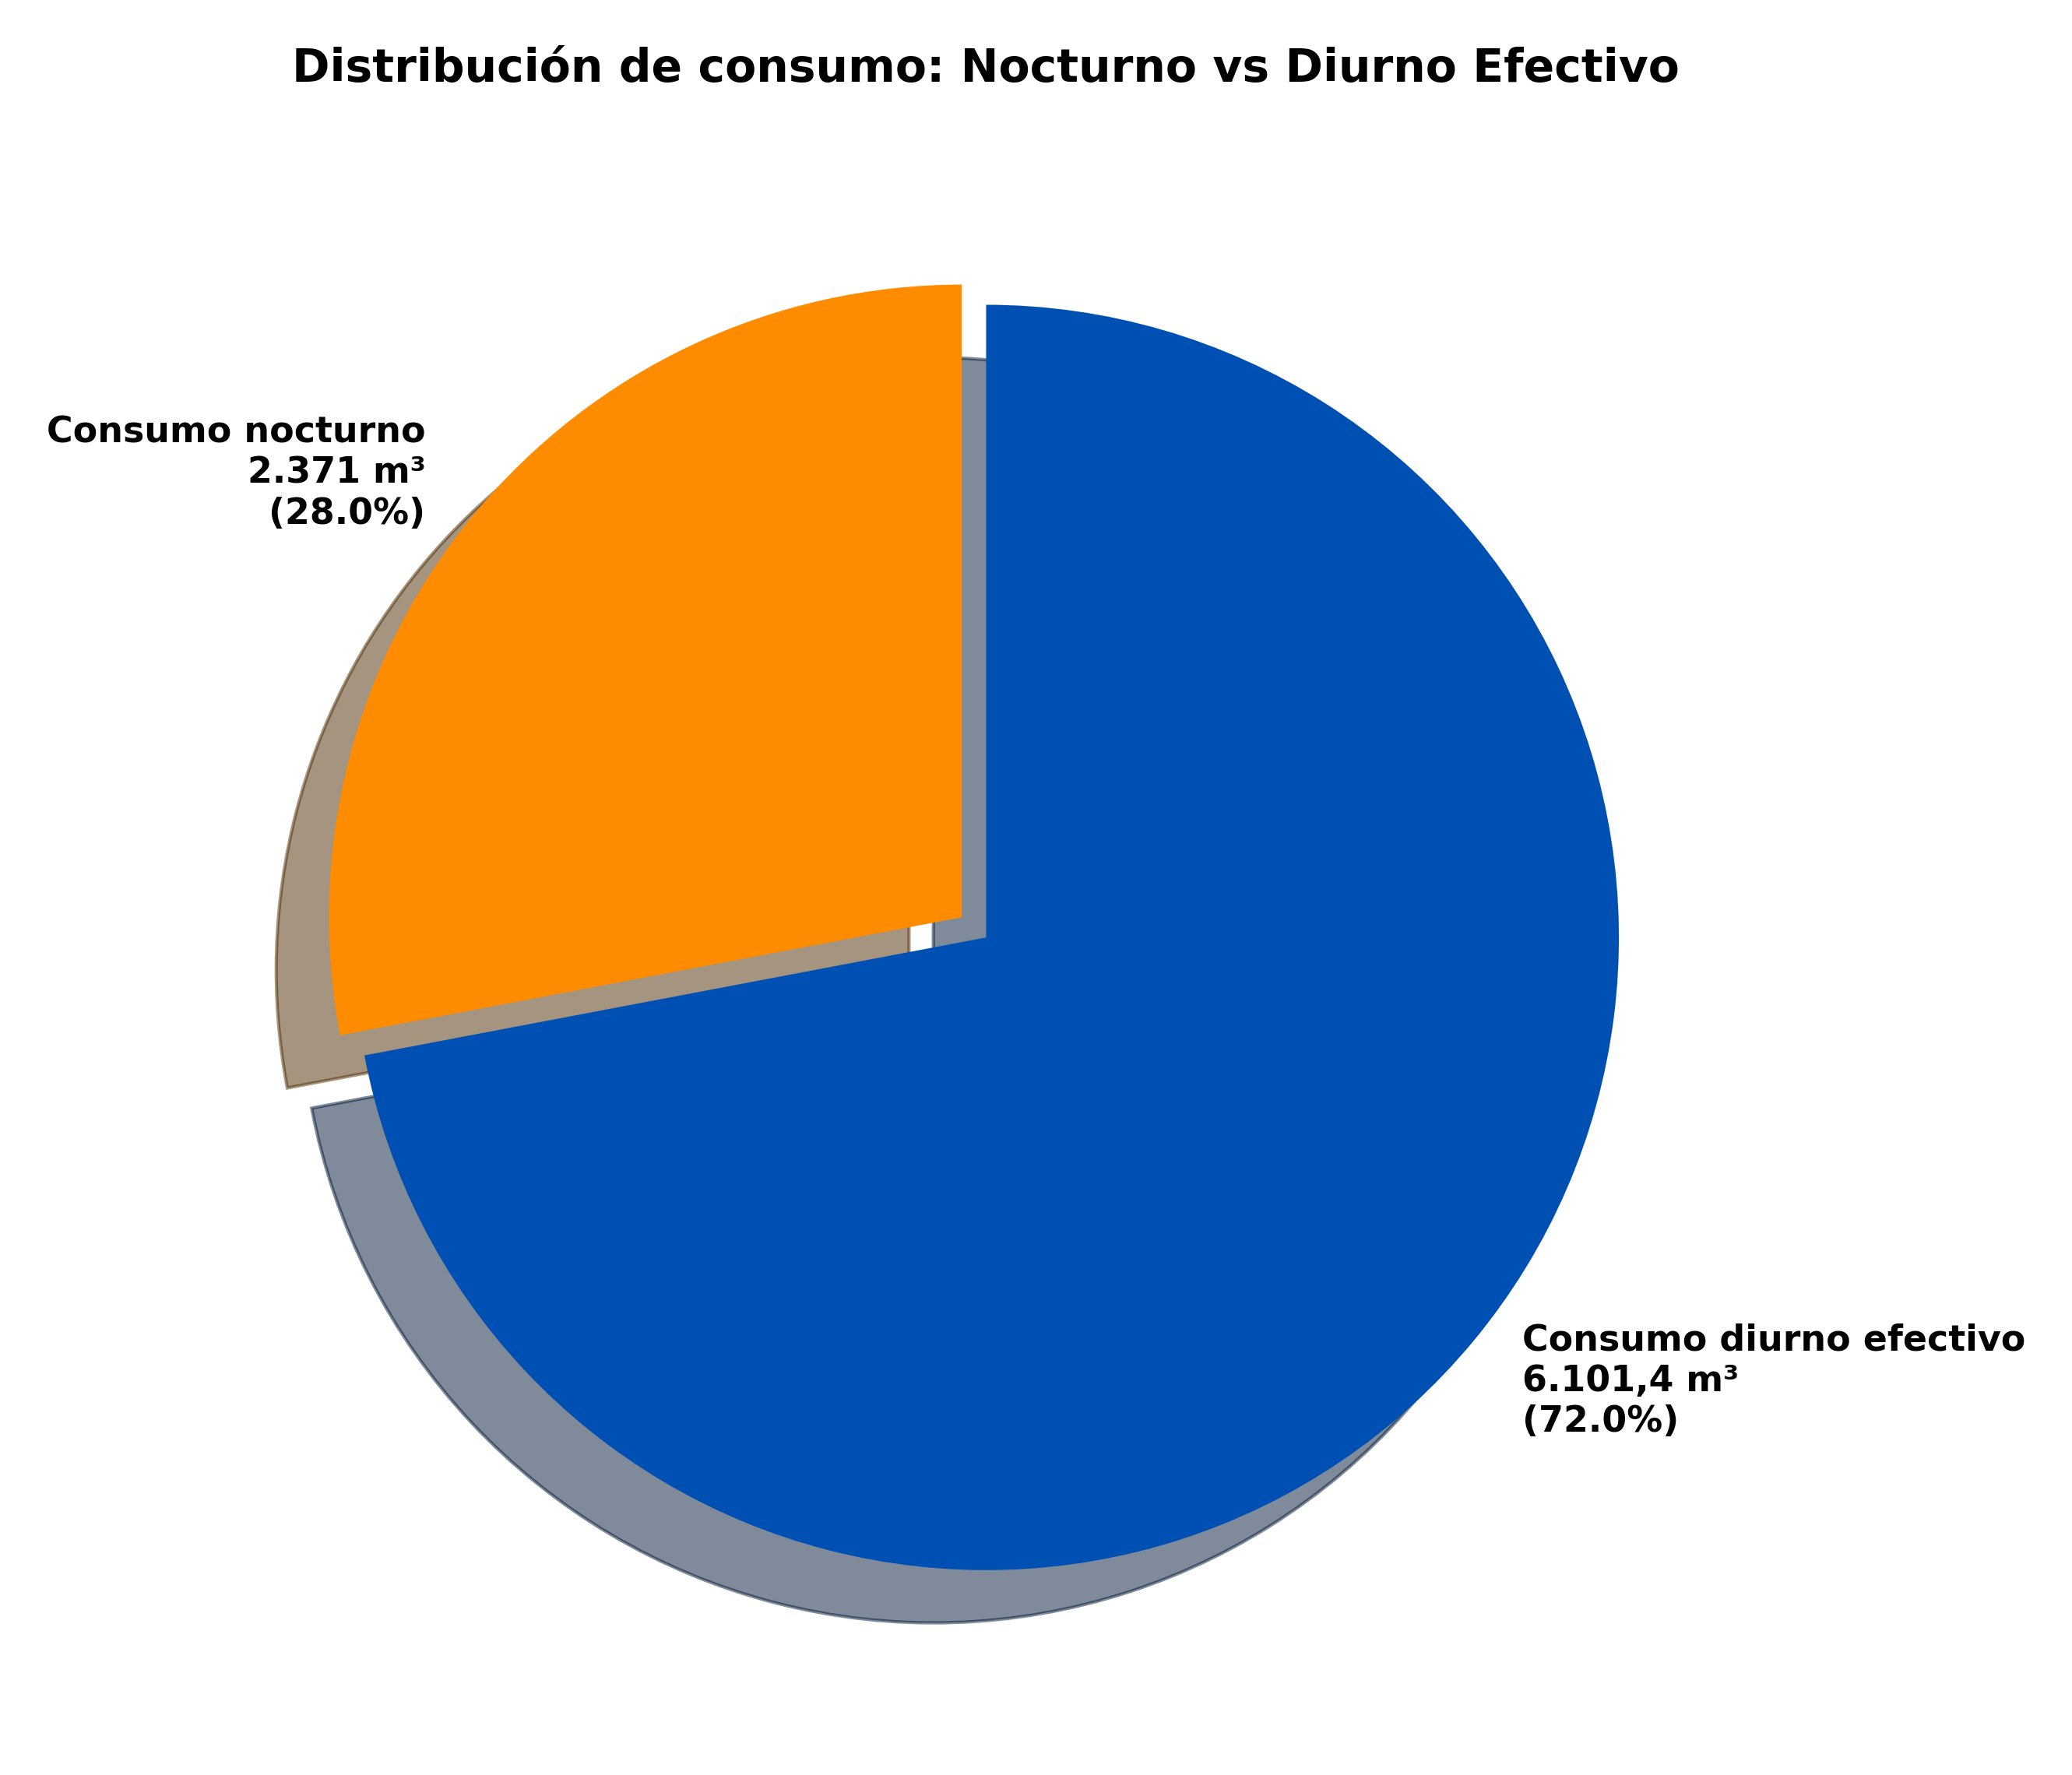 Distribución de consumo: Nocturno vs Diurno Efectivo
Consumo nocturno
2.371 m³
(28.0%)
Consumo diurno efectivo
6.101,4 m³
(72.0%)